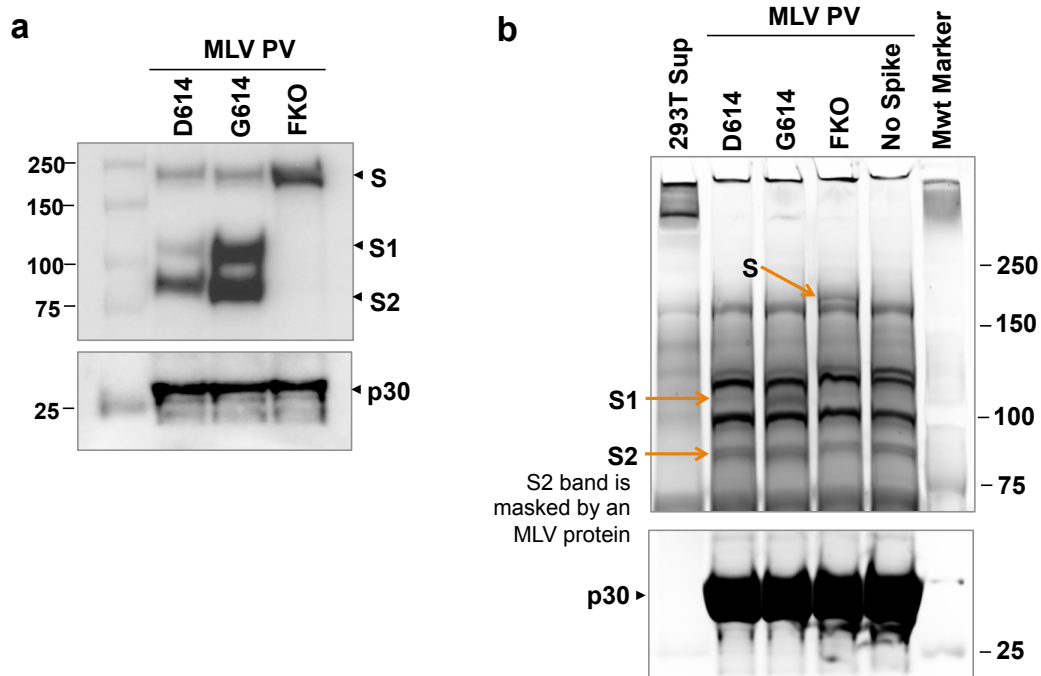 a
MLV PV
D614
G614
FKO
250
150
100
75
S
S1
S2
25
p30
b
MLV PV
293T Sup
D614
G614
FKO
No Spike
Mwt Marker
S
S1
S2
S2 band is
masked by an
MLV protein
250
150
100
75
p30
25